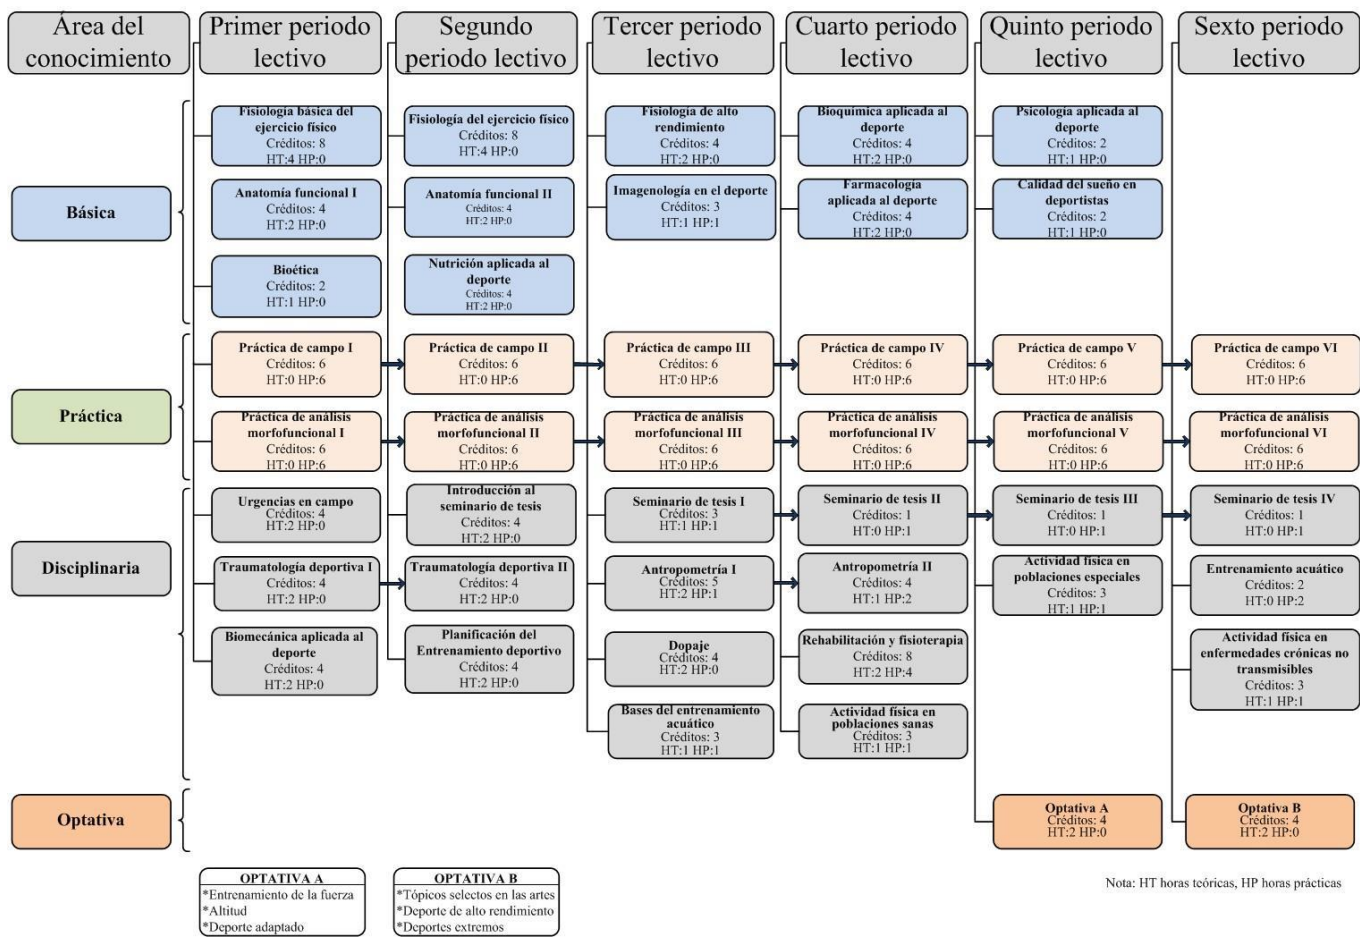 Área del
conocimiento
Primer periodo
lectivo
Segundo
periodo lectivo
Tercer periodo
lectivo
Cuarto periodo
lectivo
Quinto periodo
lectivo
Sexto periodo
lectivo
Básica
Fisiología básica del
ejercicio físico
Créditos: 8
HT:4 HP:0
Fisiología del ejercicio físico
Créditos: 8
HT:4 HP:0
Fisiología de alto
rendimiento
Créditos: 4
HT:2 HP:0
Bioquímica aplicada al
deporte
Créditos: 4
HT:2 HP:0
Psicología aplicada al
deporte
Créditos: 2
HT:1 HP:0
Anatomía funcional I
Créditos: 4
HT:2 HP:0
Anatomía funcional II
Créditos: 4
HT:2 HP:0
Imagenología en el deporte
Créditos: 3
HT:1 HP:1
Farmacología
aplicada al deporte
Créditos: 4
HT:2 HP:0
Calidad del sueño en
deportistas
Créditos: 2
HT:1 HP:0
Bioética
Créditos: 2
HT:1 HP:0
Nutrición aplicada al
deporte
Créditos: 4
HT:2 HP:0
Práctica
Práctica de campo I
Créditos: 6
HT:0 HP:6
Práctica de campo II
Créditos: 6
HT:0 HP:6
Práctica de campo III
Créditos: 6
HT:0 HP:6
Práctica de campo IV
Créditos: 6
HT:0 HP:6
Práctica de campo V
Créditos: 6
HT:0 HP:6
Práctica de campo VI
Créditos: 6
HT:0 HP:6
Práctica de análisis
morfofuncional I
Créditos: 6
HT:0 HP:6
Práctica de análisis
morfofuncional II
Créditos: 6
HT:0 HP:6
Práctica de análisis
morfofuncional III
Créditos: 6
HT:0 HP:6
Práctica de análisis
morfofuncional IV
Créditos: 6
HT:0 HP:6
Práctica de análisis
morfofuncional V
Créditos: 6
HT:0 HP:6
Práctica de análisis
morfofuncional VI
Créditos: 6
HT:0 HP:6
Disciplinaria
Urgencias en campo
Créditos: 4
HT:2 HP:0
Introducción al
seminario de tesis
Créditos: 4
HT:2 HP:0
Seminario de tesis I
Créditos: 3
HT:1 HP:1
Seminario de tesis II
Créditos: 1
HT:0 HP:1
Seminario de tesis III
Créditos: 1
HT:0 HP:1
Seminario de tesis IV
Créditos: 1
HT:0 HP:1
Traumatología deportiva I
Créditos: 4
HT:2 HP:0
Traumatología deportiva II
Créditos: 4
HT:2 HP:0
Antropometría I
Créditos: 5
HT:2 HP:1
Antropometría II
Créditos: 4
HT:1 HP:2
Actividad física en
poblaciones especiales
Créditos: 3
HT:1 HP:1
Entrenamiento acuático
Créditos: 2
HT:0 HP:2
Biomecánica aplicada al
deporte
Créditos: 4
HT:2 HP:0
Planificación del
Entrenamiento deportivo
Créditos: 4
HT:2 HP:0
Dopaje
Créditos: 4
HT:2 HP:0
Rehabilitación y fisioterapia
Créditos: 8
HT:2 HP:4
Actividad física en
enfermedades crónicas no
transmisibles
Créditos: 3
HT:1 HP:1
Bases del entrenamiento
acuático
Créditos: 3
HT:1 HP:1
Actividad física en
poblaciones sanas
Créditos: 3
HT:1 HP:1
Optativa
Optativa A
Créditos: 4
HT:2 HP:0
Optativa B
Créditos: 4
HT:2 HP:0
OPTATIVA A
*Entrenamiento de la fuerza
*Altitud
*Deporte adaptado
OPTATIVA B
*Tópicos selectos en las artes
*Deporte de alto rendimiento
*Deportes extremos
Nota: HT horas teóricas, HP horas prácticas